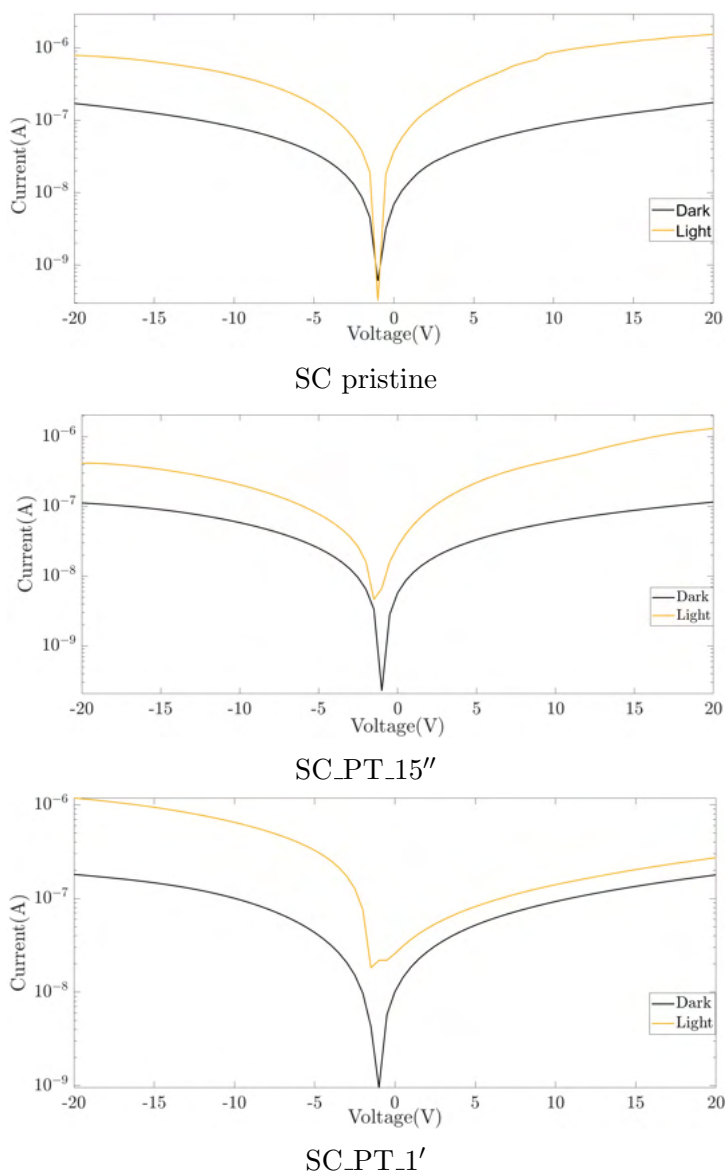 10^{-6}
10^{-7}
10^{-8}
10^{-9}
Current(A)
Dark
Light
-20 -15 -10 -5 0 5 10 15 20
Voltage(V)
SC pristine
10^{-6}
10^{-7}
10^{-8}
10^{-9}
Current(A)
Dark
Light
-20 -15 -10 -5 0 5 10 15 20
Voltage(V)
SC_PT_15″
10^{-6}
10^{-7}
10^{-8}
10^{-9}
Current(A)
Dark
Light
-20 -15 -10 -5 0 5 10 15 20
Voltage(V)
SC_PT_1′